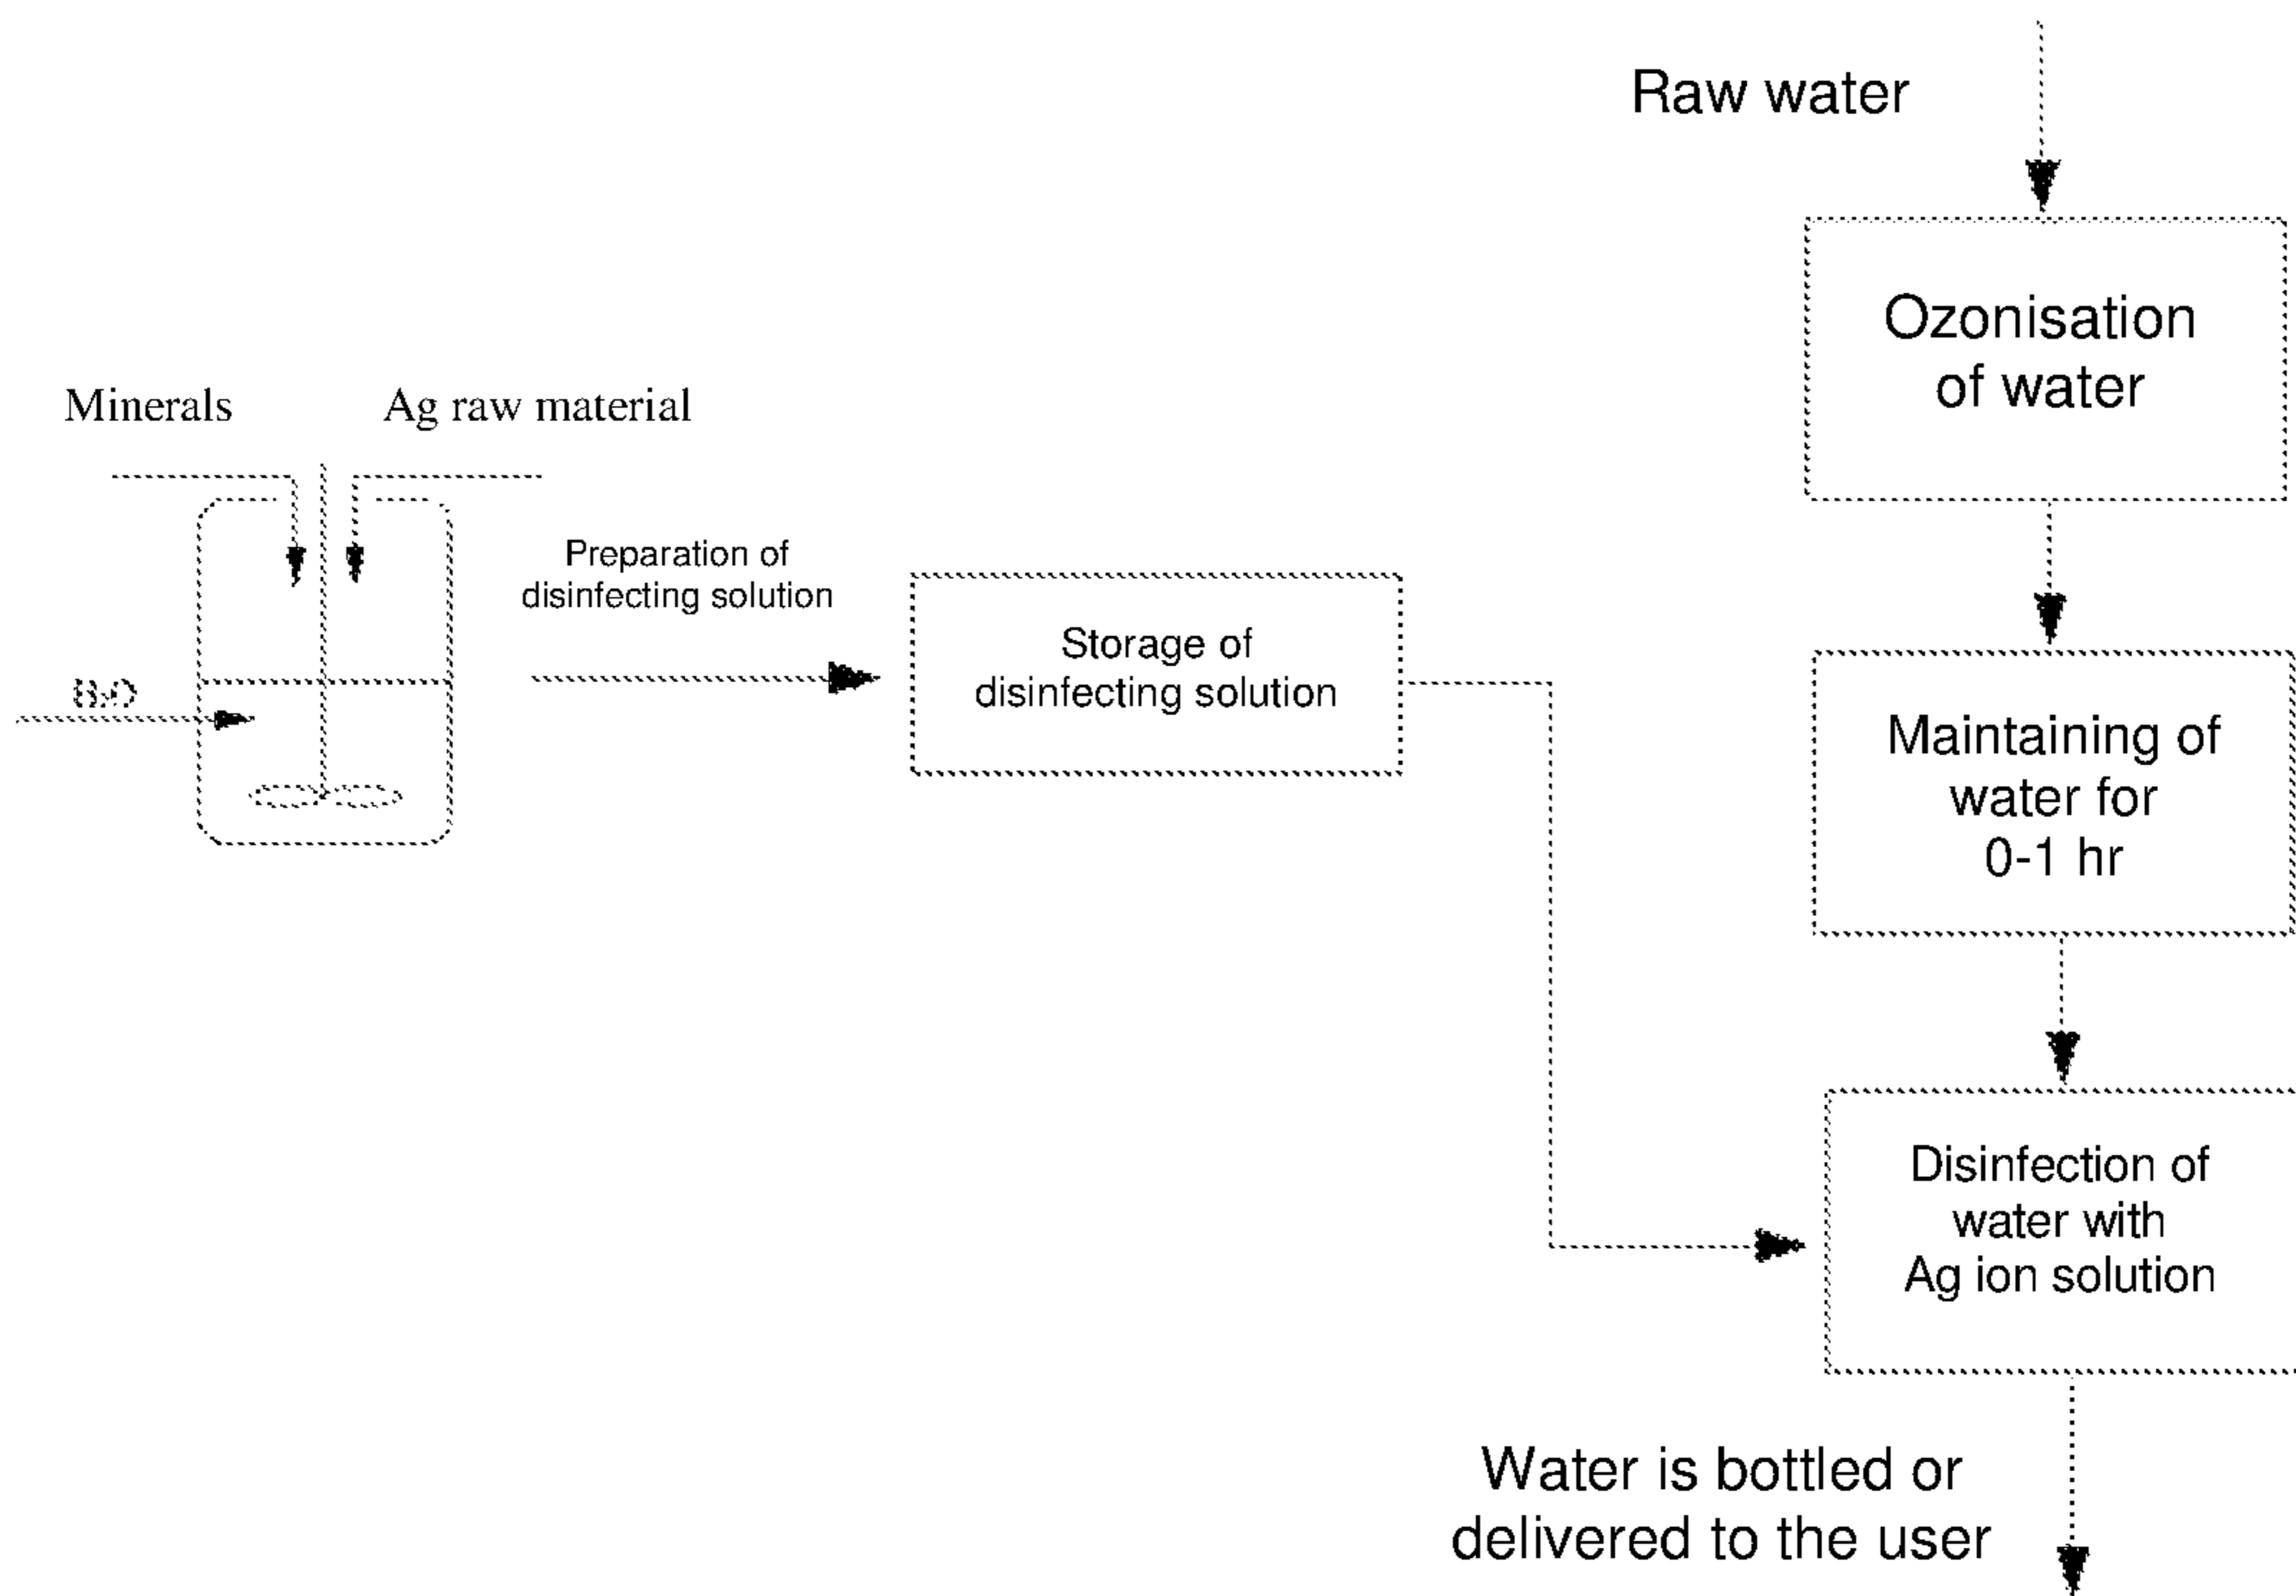 Raw water
Ozonisation
of water
Minerals
Ag raw material
Preparation of
disinfecting solution
Storage of
disinfecting solution
Maintaining of
water for
0-1 hr
Disinfection of
water with
Ag ion solution
Water is bottled or
delivered to the user